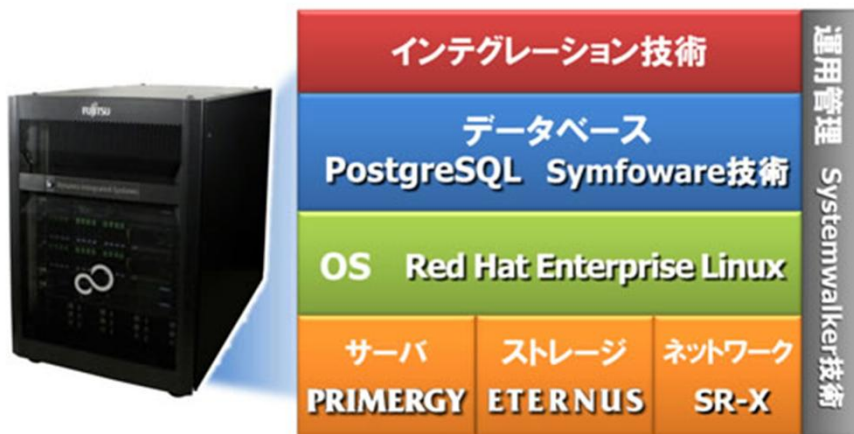 FUJITSU
Dynamic Integrated Systems
インテグレーション技術
データベース
PostgreSQL Symfoware技術
OS Red Hat Enterprise Linux
サーバ
PRIMERGY
ストレージ
ETERNUS
ネットワーク
SR-X
運用管理 Systemwalker技術